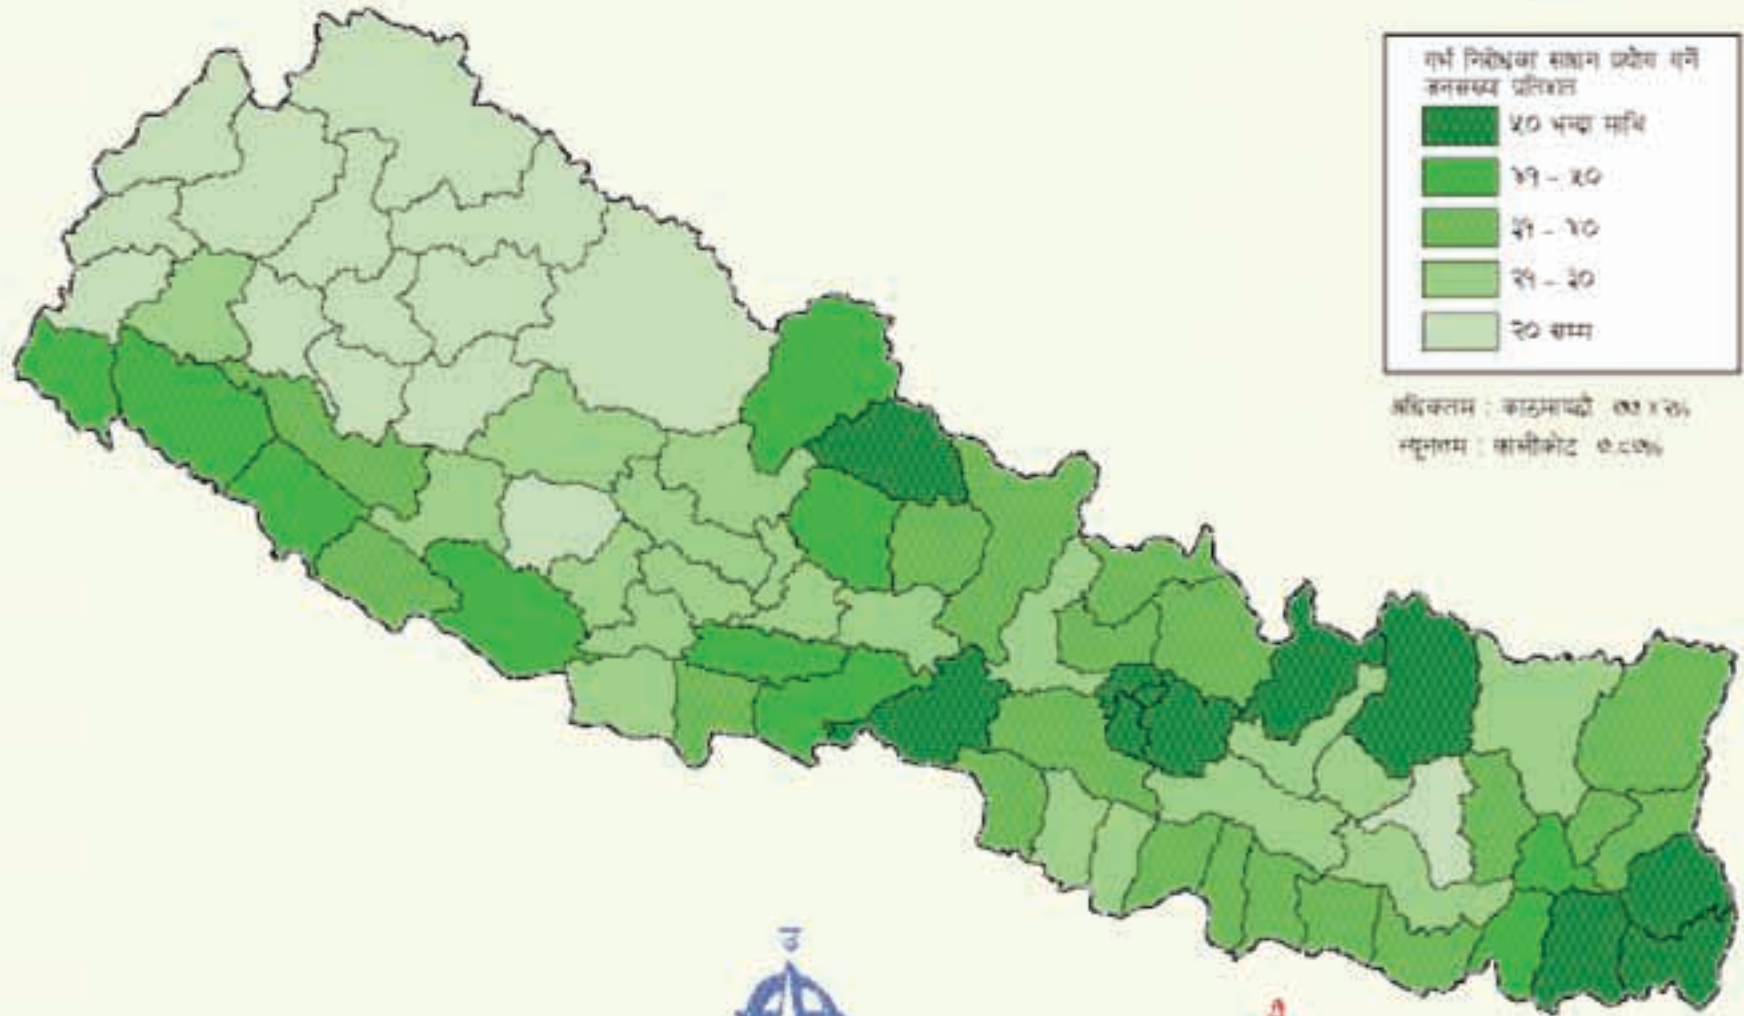 गर्भ निरोधका साधन प्रयोग गर्ने
जनसंख्या प्रतिशत
५० भन्दा माथि
४१ - ५०
३१ - ४०
२१ - ३०
२० सम्म
अधिकतम : काठमाण्डौ
न्यूनतम : कालीकोट
उ